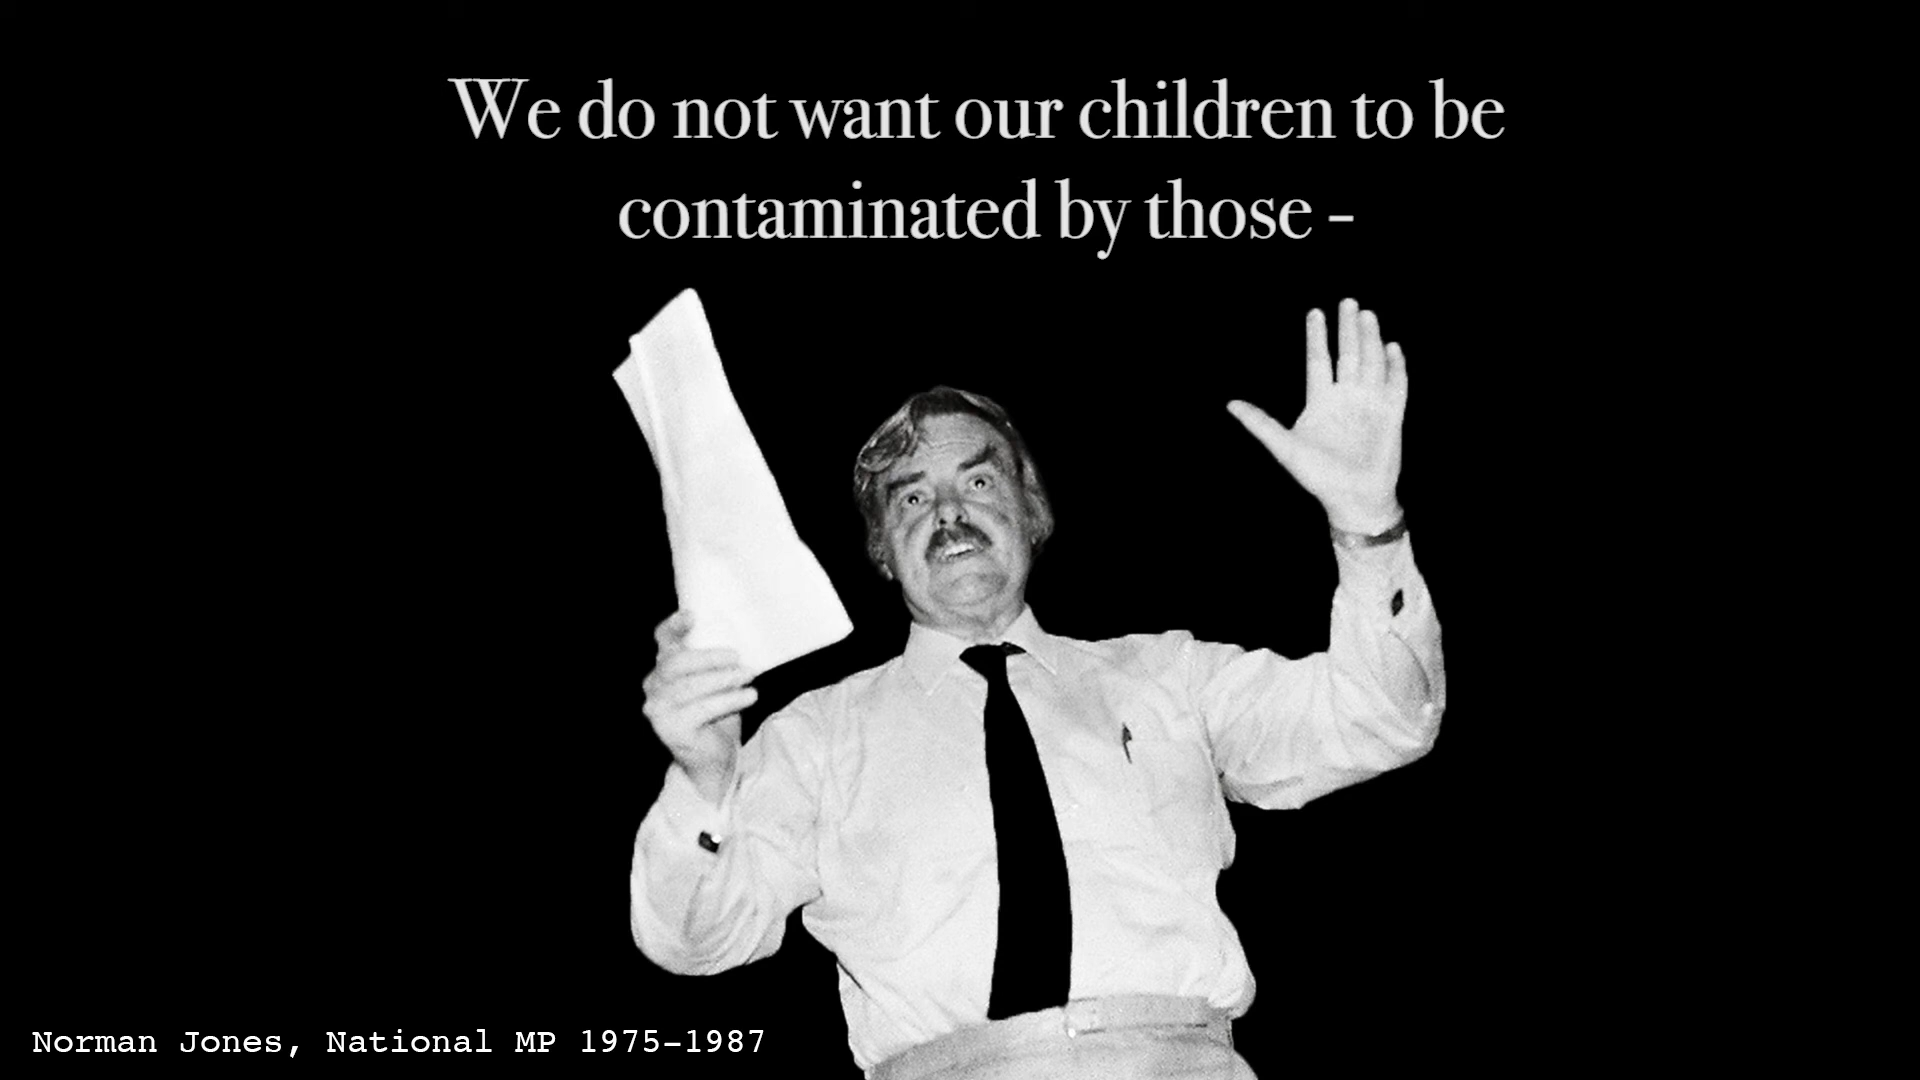 We do not want our children to be
contaminated by those –
Norman Jones, National MP 1975–1987